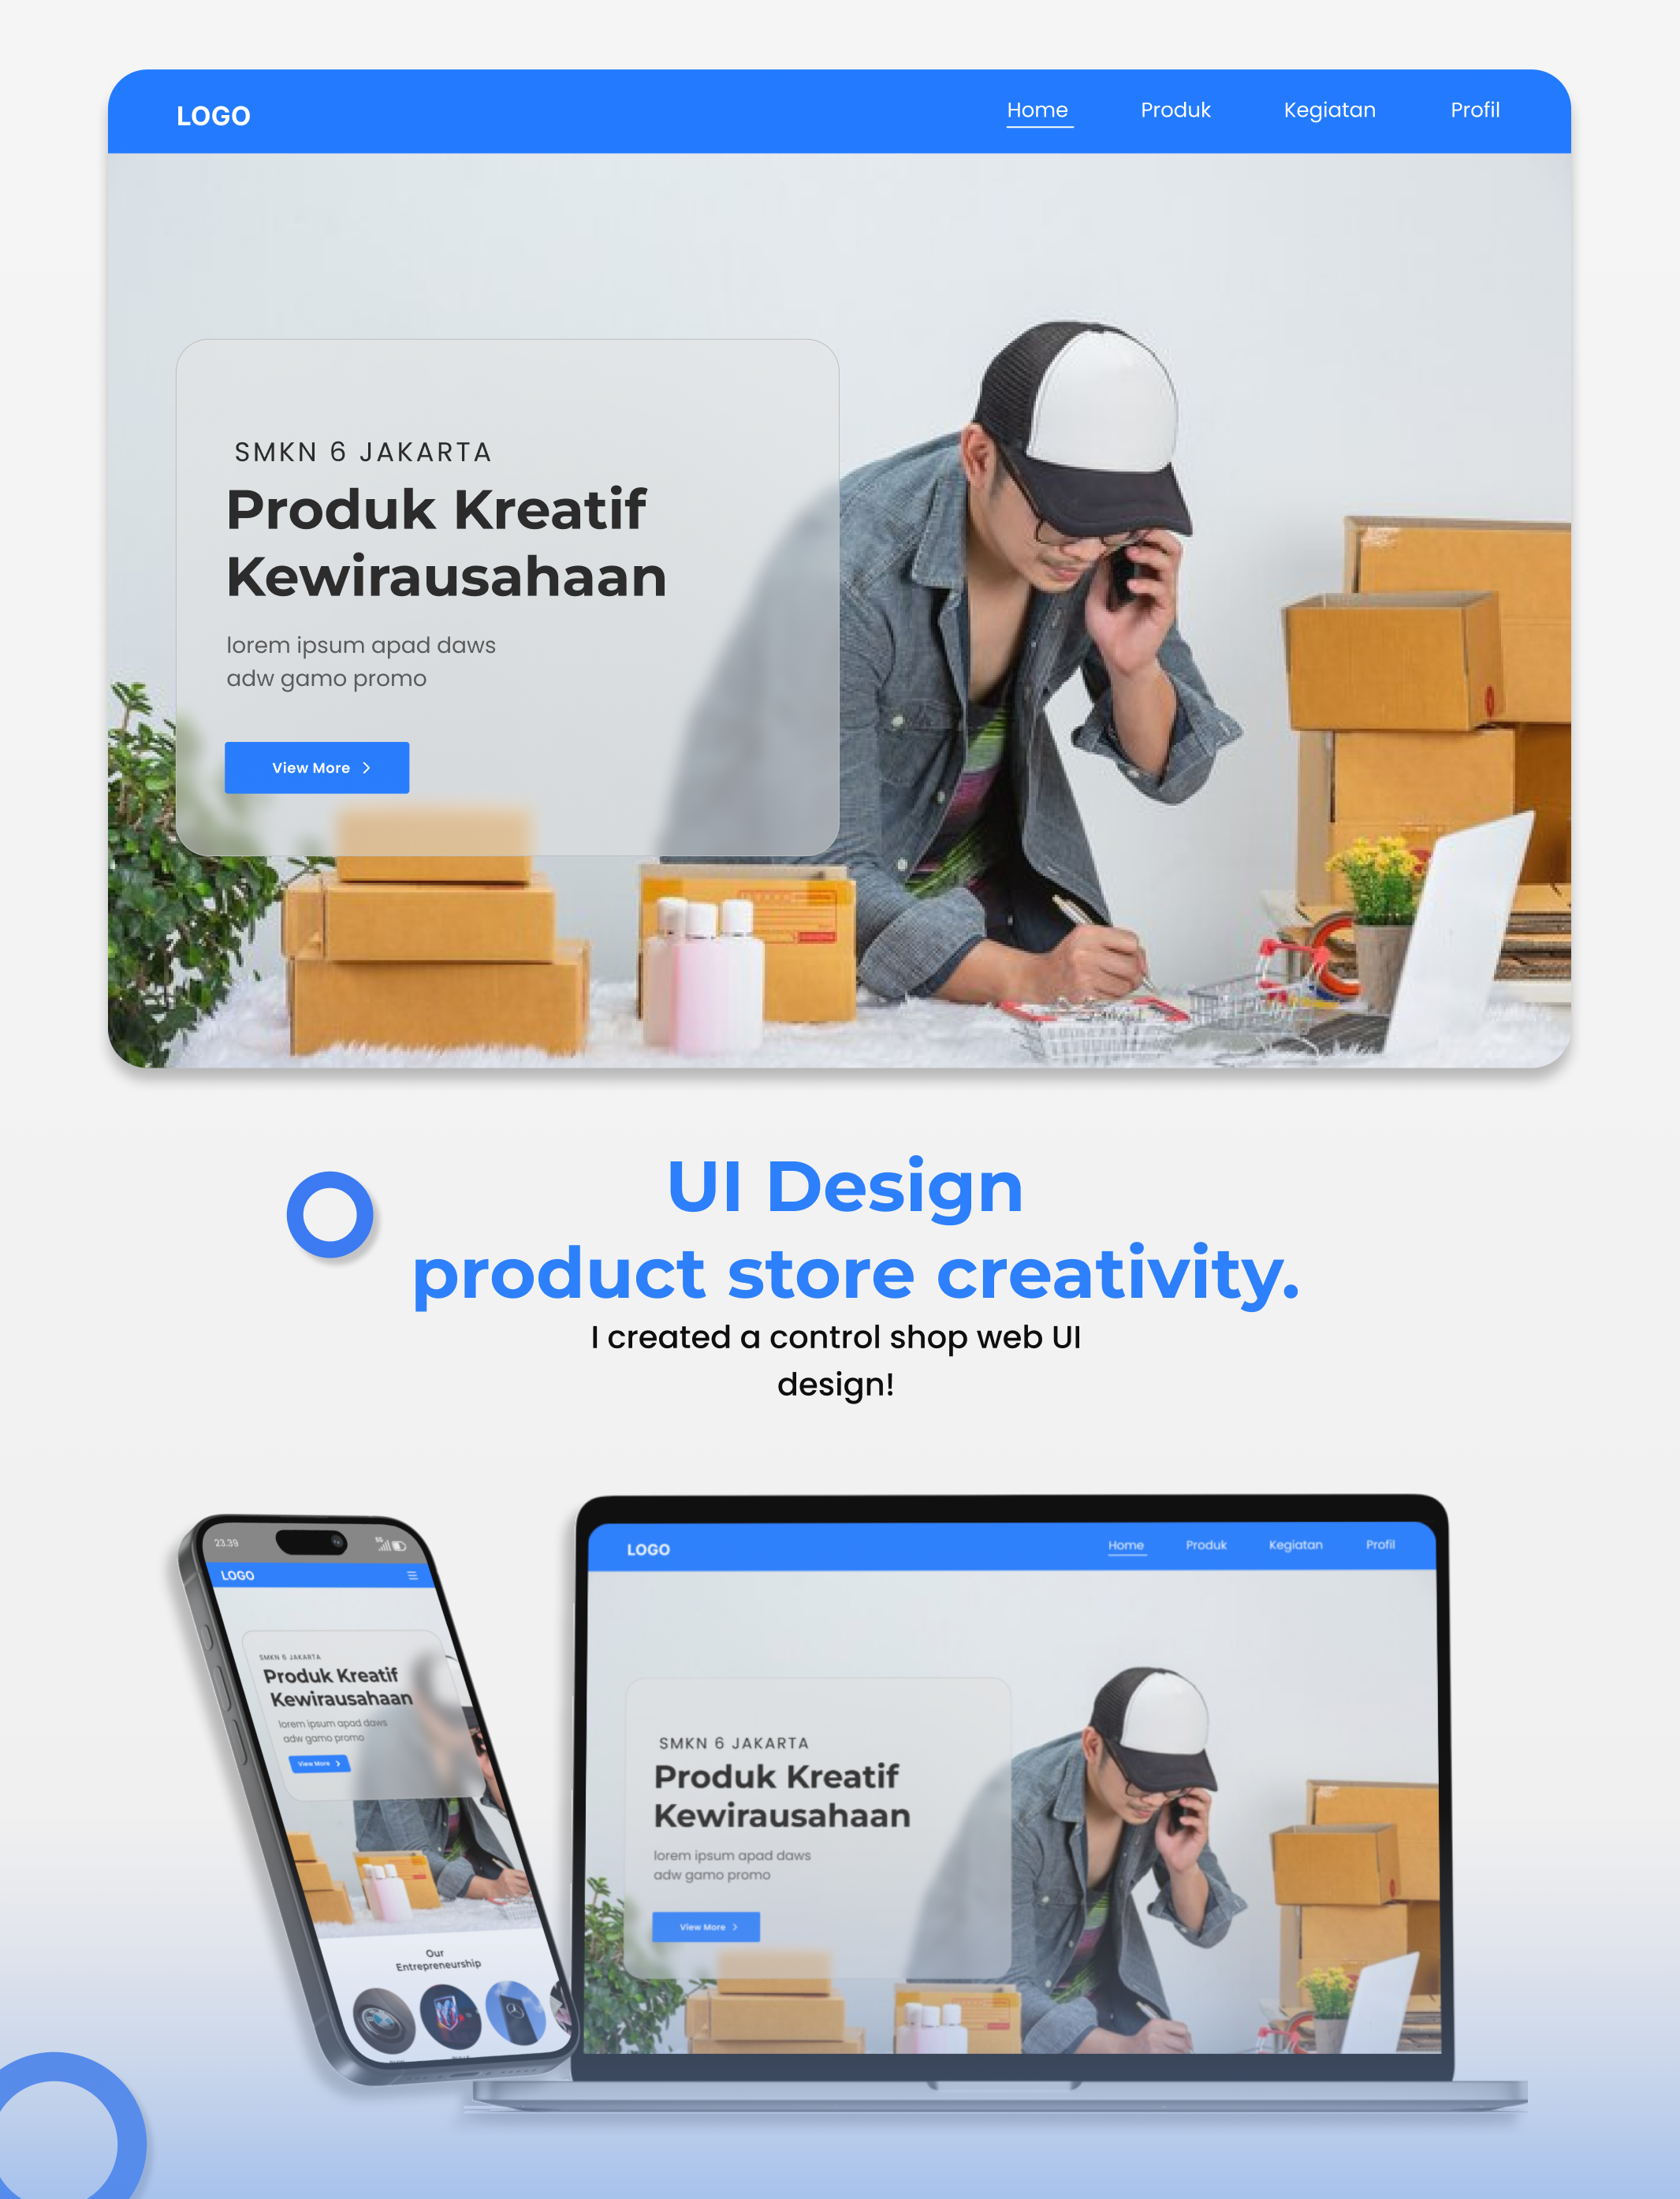 LOGO
Home Produk Kegiatan Profil
SMKN 6 JAKARTA
Produk Kreatif
Kewirausahaan
lorem ipsum apad daws
adw gamo promo
View More
UI Design
product store creativity.
I created a control shop web UI
design!
23.39
5G
LOGO
SMKN 6 JAKARTA
Produk Kreatif
Kewirausahaan
lorem ipsum apad daws
adw gamo promo
View More
Our
Entrepreneurship
LOGO
Home Produk Kegiatan Profil
SMKN 6 JAKARTA
Produk Kreatif
Kewirausahaan
lorem ipsum apad daws
adw gamo promo
View More